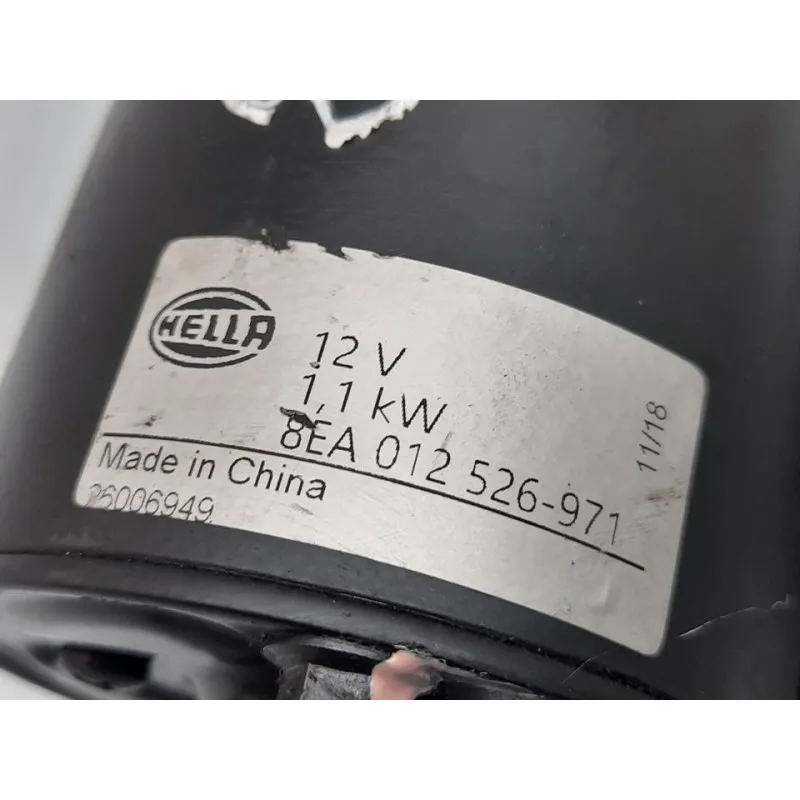 HELLA
12 V
1,1 kW
8EA 012 526-971
11/18
Made in China
26006949